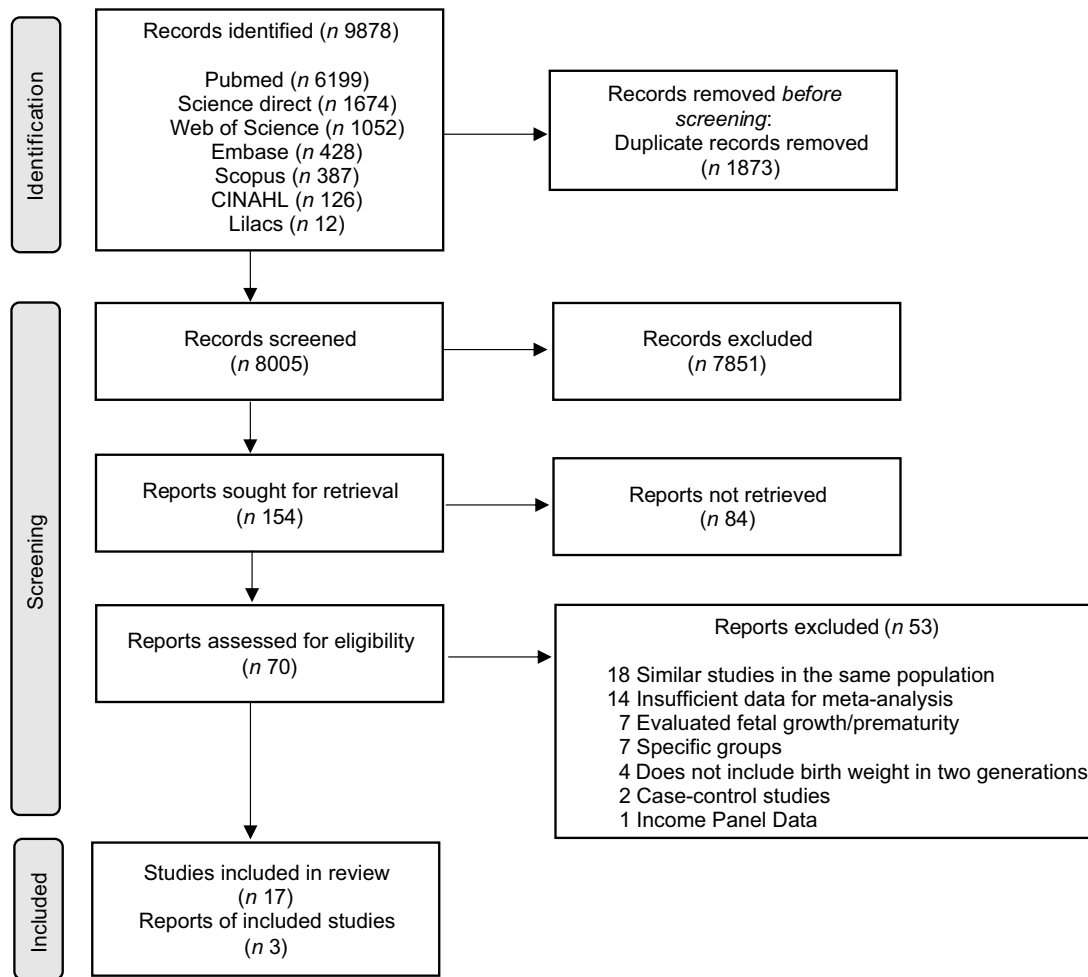 Identification
Records identified (n 9878)
Pubmed (n 6199)
Science direct (n 1674)
Web of Science (n 1052)
Embase (n 428)
Scopus (n 387)
CINAHL (n 126)
Lilacs (n 12)
Records removed before
screening:
Duplicate records removed
(n 1873)
Screening
Records screened
(n 8005)
Records excluded
(n 7851)
Reports sought for retrieval
(n 154)
Reports not retrieved
(n 84)
Reports assessed for eligibility
(n 70)
Reports excluded (n 53)
18 Similar studies in the same population
14 Insufficient data for meta-analysis
7 Evaluated fetal growth/prematurity
7 Specific groups
4 Does not include birth weight in two generations
2 Case-control studies
1 Income Panel Data
Included
Studies included in review
(n 17)
Reports of included studies
(n 3)